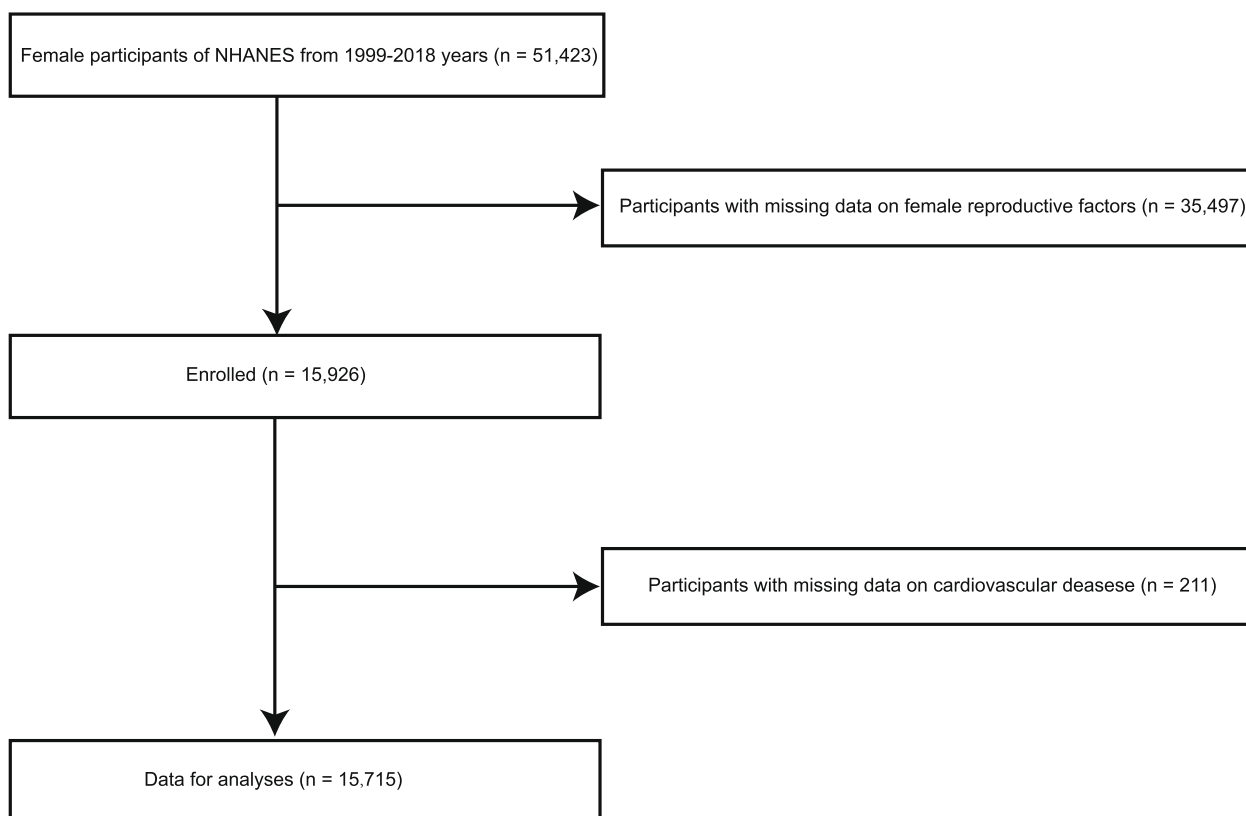 Female participants of NHANES from 1999-2018 years (n = 51,423)
Participants with missing data on female reproductive factors (n = 35,497)
Enrolled (n = 15,926)
Participants with missing data on cardiovascular deasese (n = 211)
Data for analyses (n = 15,715)